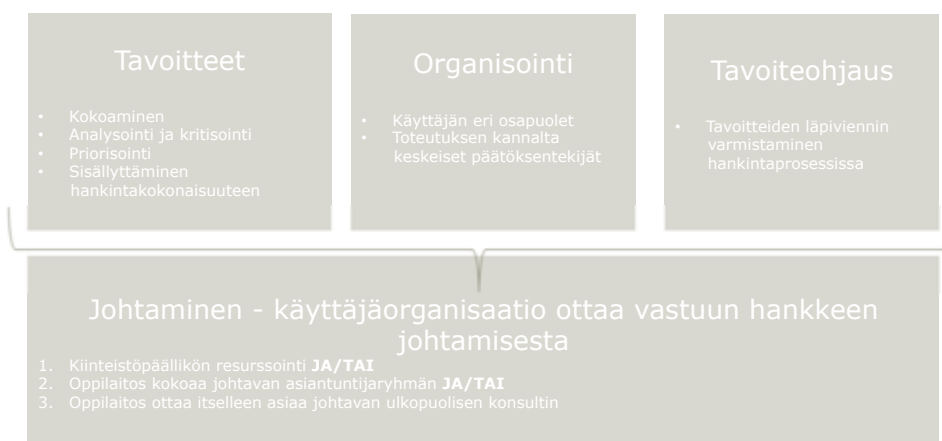 Tavoitteet
• Kokoaminen
• Analysointi ja kritisointi
• Priorisointi
• Sisällyttäminen
hankintakokonaisuuteen
Organisointi
• Käyttäjän eri osapuolet
• Toteutuksen kannalta
keskeiset päätöksentekijät
Tavoiteohjaus
• Tavoitteiden läpiviennin
varmistaminen
hankintaprosessissa
Johtaminen - käyttäjäorganisaatio ottaa vastuun hankkeen
johtamisesta
1. Kiinteistöpäällikön resurssointi JA/TAI
2. Oppilaitos kokoaa johtavan asiantuntijaryhmän JA/TAI
3. Oppilaitos ottaa itselleen asiaa johtavan ulkopuolisen konsultin